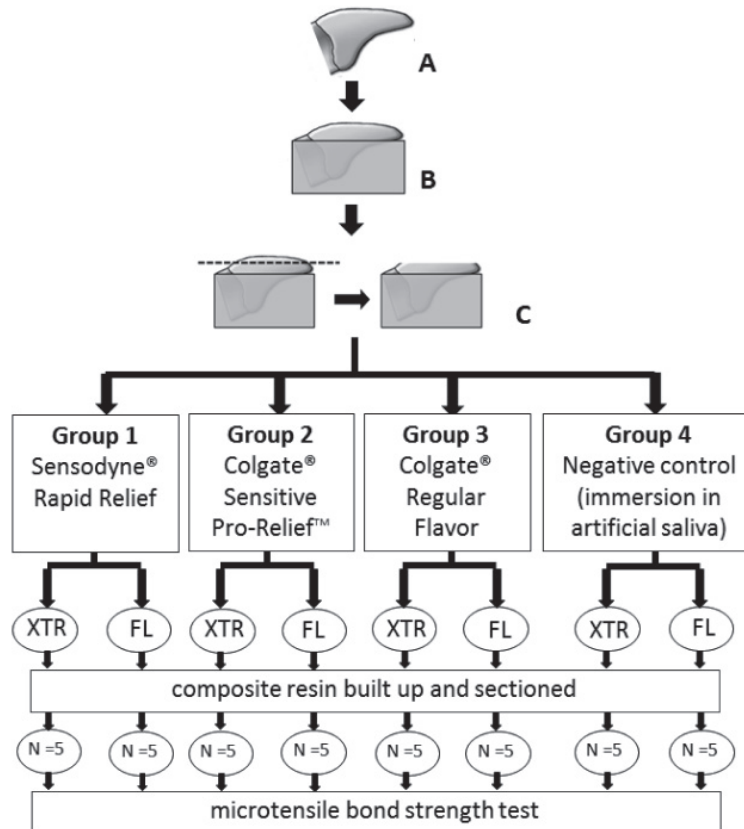 A
B
C
Group 1
Sensodyne®
Rapid Relief
Group 2
Colgate®
Sensitive
Pro-Relief™
Group 3
Colgate®
Regular
Flavor
Group 4
Negative control
(immersion in
artificial saliva)
XTR FL XTR FL XTR FL XTR FL
composite resin built up and sectioned
N =5 N =5 N =5 N =5 N =5 N =5 N =5 N =5
microtensile bond strength test